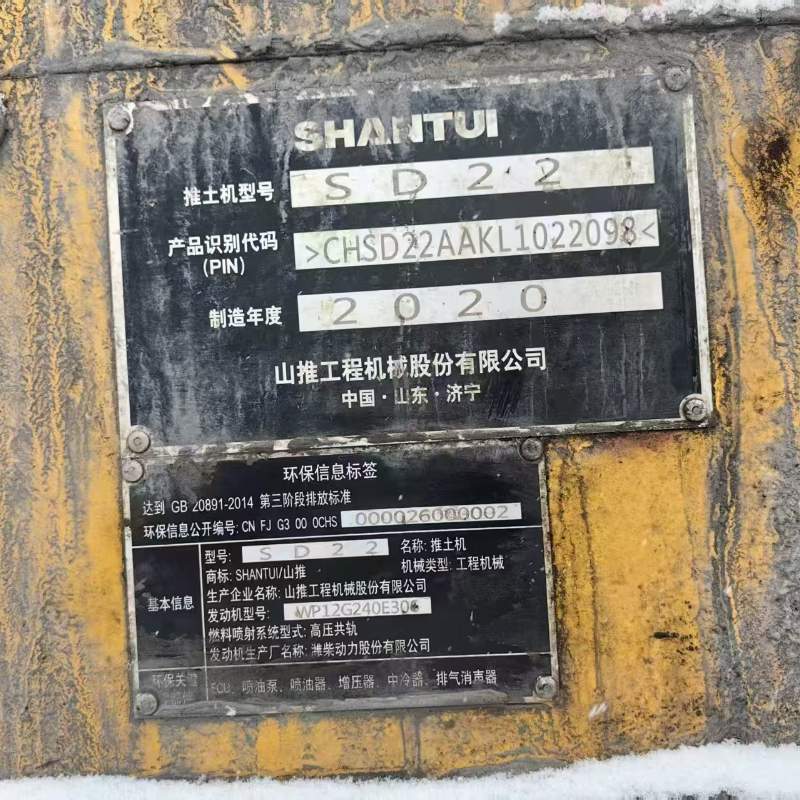 SHANTUI
推土机型号 SD22
产品识别代码 >CHSD22AAKL1022098<
(PIN)
制造年度 2020
山推工程机械股份有限公司
中国·山东·济宁
环保信息标签
达到 GB 20891-2014 第三阶段排放标准
环保信息公开编号: CN FJ G3 00 0CHS 000026000002
型号: SD22 名称: 推土机
商标: SHANTUI/山推 机械类型: 工程机械
生产企业名称: 山推工程机械股份有限公司
基本信息
发动机型号: WP12G240E30
燃料喷射系统型式: 高压共轨
发动机生产厂名称: 潍柴动力股份有限公司
环保关 ECU、喷油泵、喷油器、增压器、中冷器、排气消声器